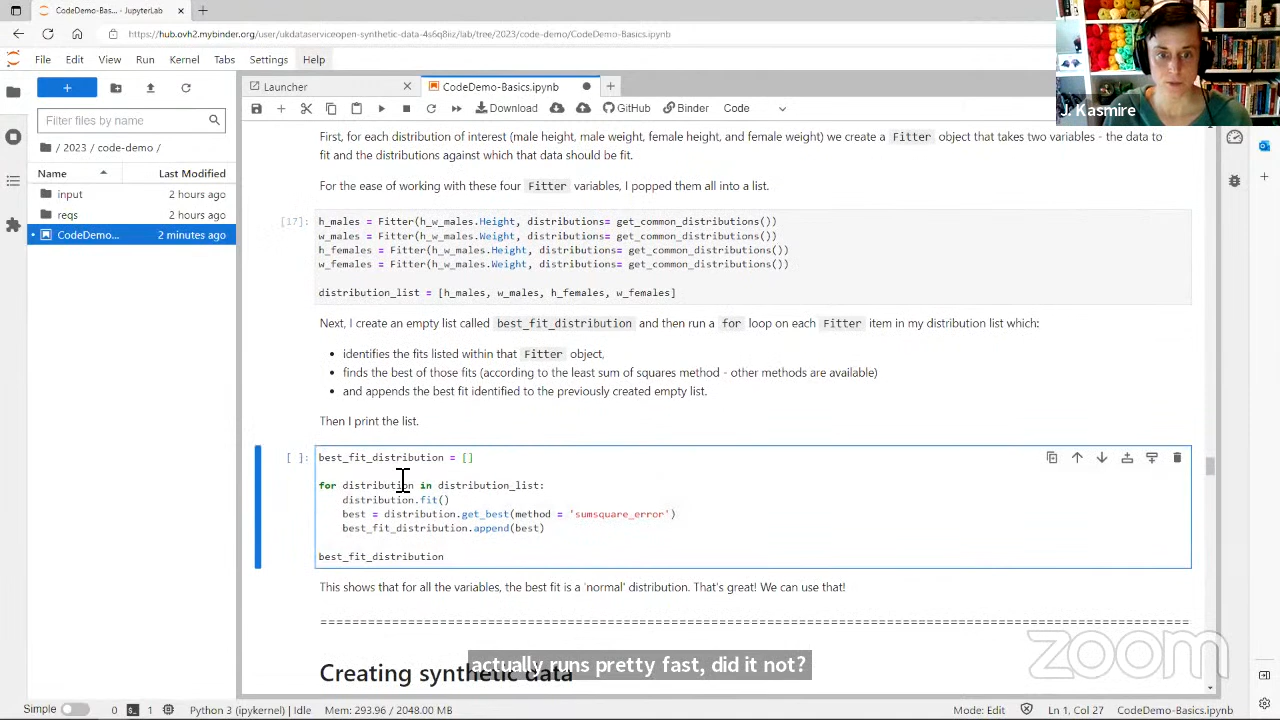 CodeDemo-Bas... - JupyterLab
https://hub.ovh2.mybinder.org/user/ukdataserviceopen-synthetic-data-4s6q8iiz/lab/tree/2023/code-demo/CodeDemo-Basics.ipynb
File Edit View Run Kernel Tabs Settings Help
J. Kasmire
Launcher
CodeDemo-Basics.ipynb
Download GitHub Binder Code
Filter files by name
/ 2023 / code-demo /
Name Last Modified
input 2 hours ago
reqs 2 hours ago
CodeDemo... 2 minutes ago
First, for each distribution of interest (male height, male weight, female height, and female weight) we create a Fitter object that takes two variables - the data to
fit and the distributions against which that data should be fit.
For the ease of working with these four Fitter variables, I popped them all into a list.
[17]: h_males = Fitter(h_w_males.Height, distributions= get_common_distributions())
w_males = Fitter(h_w_males.Weight, distributions= get_common_distributions())
h_females = Fitter(h_w_males.Height, distributions= get_common_distributions())
w_females = Fitter(h_w_males.Weight, distributions= get_common_distributions())
distribution_list = [h_males, w_males, h_females, w_females]
Next, I create an empty list called best_fit_distribution and then run a for loop on each Fitter item in my distribution list which:
• identifies the fits listed within that Fitter object,
• finds the best of those fits (according to the least sum of squares method - other methods are available)
• and appends the best fit identified to the previously created empty list.
Then I print the list.
[ ]: best_fit_distribution = []
for distribution in distribution_list:
distribution.fit()
best = distribution.get_best(method = 'sumsquare_error')
best_fit_distribution.append(best)
best_fit_distribution
This shows that for all the variables, the best fit is a 'normal' distribution. That's great! We can use that!
Creating synthetic data
actually runs pretty fast, did it not?
zoom
Simple 0 1 Python 3 (ipykernel) | Idle Mem: 293.96 / 2048.00 MB Mode: Edit Ln 1, Col 27 CodeDemo-Basics.ipynb